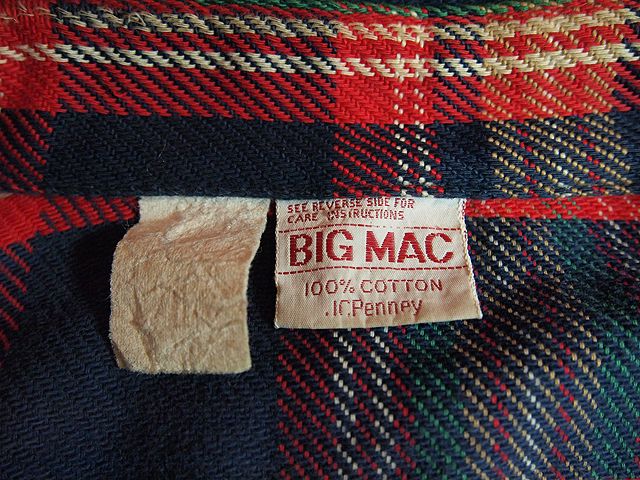 SEE REVERSE SIDE FOR
CARE INSTRUCTIONS
BIG MAC
100% COTTON
JCPenney